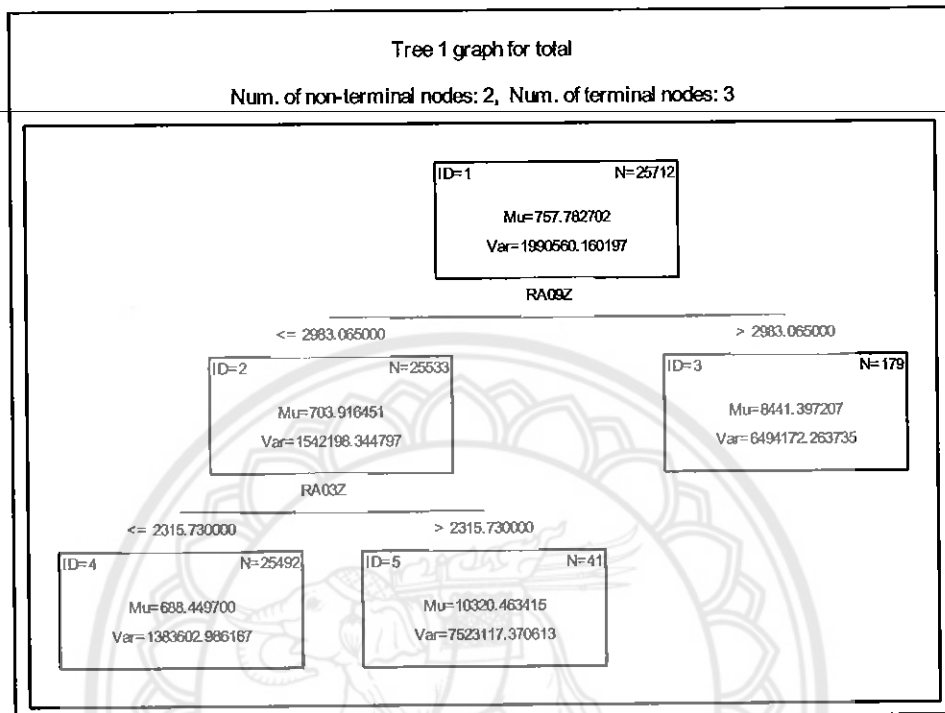 Tree 1 graph for total
Num. of non-terminal nodes: 2, Num. of terminal nodes: 3
ID=1 N=25712
Mu=757.782702
Var=1990560.160197
RA09Z
<= 2983.065000 > 2983.065000
ID=2 N=25533
Mu=703.916451
Var=1542198.344797
ID=3 N=179
Mu=8441.397207
Var=6494172.263735
RA03Z
<= 2315.730000 > 2315.730000
ID=4 N=25492
Mu=688.449700
Var=1383602.986167
ID=5 N=41
Mu=10320.463415
Var=7523117.370613